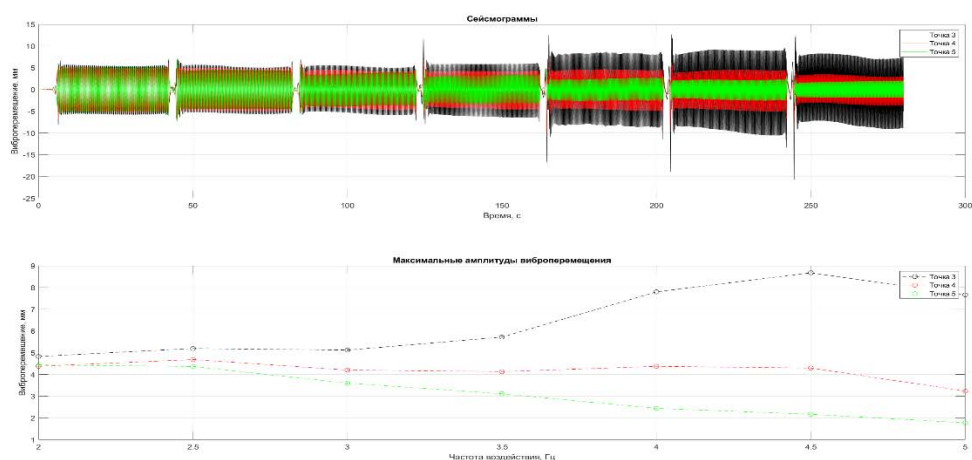 Сейсмограммы
Виброперемещение, мм
15
10
5
0
-5
-10
-15
-20
-25
0
50
100
150
200
250
300
Время, с
Точка 3
Точка 4
Точка 5
Максимальные амплитуды виброперемещения
Виброперемещение, мм
9
8
7
6
5
4
3
2
1
2
2.5
3
3.5
4
4.5
5
Частота воздействия, Гц
Точка 3
Точка 4
Точка 5